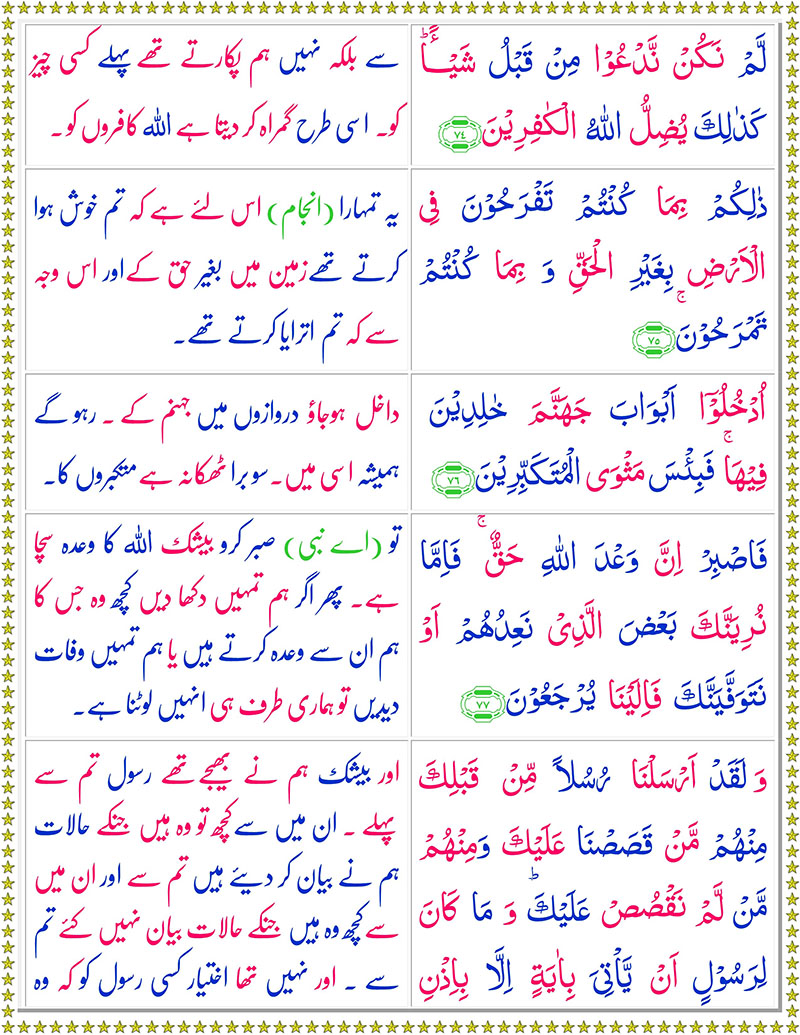 لَّمۡ نَكُنۡ نَّدۡعُوۡا مِنۡ قَبۡلُ شَيۡـًٔـا ؕ
كَذٰلِكَ يُضِلُّ اللّٰهُ الۡكٰفِرِيۡنَ ﴿۷۴﴾
سے بلکہ نہیں ہم پکارتے تھے پہلے کسی چیز
کو۔ اسی طرح گمراہ کر دیتا ہے اللہ کافروں کو۔
ذٰلِكُمۡ بِمَا كُنۡتُمۡ تَفۡرَحُوۡنَ فِى
الۡاَرۡضِ بِغَيۡرِ الۡحَقِّ وَ بِمَا كُنۡتُمۡ
تَمۡرَحُوۡنَ ۚ ﴿۷۵﴾
یہ تمہارا (انجام) اس لئے ہے کہ تم خوش ہوا
کرتے تھے زمین میں بغیر حق کے اور اس وجہ
سے کہ تم اترایا کرتے تھے۔
اُدۡخُلُوۡۤا اَبۡوَابَ جَهَنَّمَ خٰلِدِيۡنَ
فِيۡهَا ۚ فَبِئۡسَ مَثۡوَى الۡمُتَكَبِّرِيۡنَ ﴿۷۶﴾
داخل ہوجاؤ دروازوں میں جہنم کے ۔ رہو گے
ہمیشہ اسی میں۔ سو برا ٹھکانہ ہے متکبروں کا۔
فَاصۡبِرۡ اِنَّ وَعۡدَ اللّٰهِ حَقٌّ ۚ فَاِمَّا
نُرِيَنَّكَ بَعۡضَ الَّذِىۡ نَعِدُهُمۡ اَوۡ
نَتَوَفَّيَنَّكَ فَاِلَيۡنَا يُرۡجَعُوۡنَ ﴿۷۷﴾
تو (اے نبی) صبر کرو بیشک اللہ کا وعدہ سچا
ہے۔ پھر اگر ہم تمہیں دکھا دیں کچھ وہ جس کا
ہم ان سے وعدہ کرتے ہیں یا ہم تمہیں وفات
دیدیں تو ہماری طرف ہی انہیں لوٹنا ہے۔
وَ لَقَدۡ اَرۡسَلۡنَا رُسُلًا مِّنۡ قَبۡلِكَ
مِنۡهُمۡ مَّنۡ قَصَصۡنَا عَلَيۡكَ وَمِنۡهُمۡ
مَّنۡ لَّمۡ نَقۡصُصۡ عَلَيۡكَ ؕ وَ مَا كَانَ
لِرَسُوۡلٍ اَنۡ يَّاۡتِىَ بِاٰيَةٍ اِلَّا بِاِذۡنِ
اور بیشک ہم نے بھیجے تھے رسول تم سے
پہلے ۔ ان میں سے کچھ تو وہ ہیں جنکے حالات
ہم نے بیان کر دیئے ہیں تم سے اور ان میں
سے کچھ وہ ہیں جنکے حالات بیان نہیں کئے تم
سے ۔ اور نہیں تھا اختیار کسی رسول کو کہ وہ